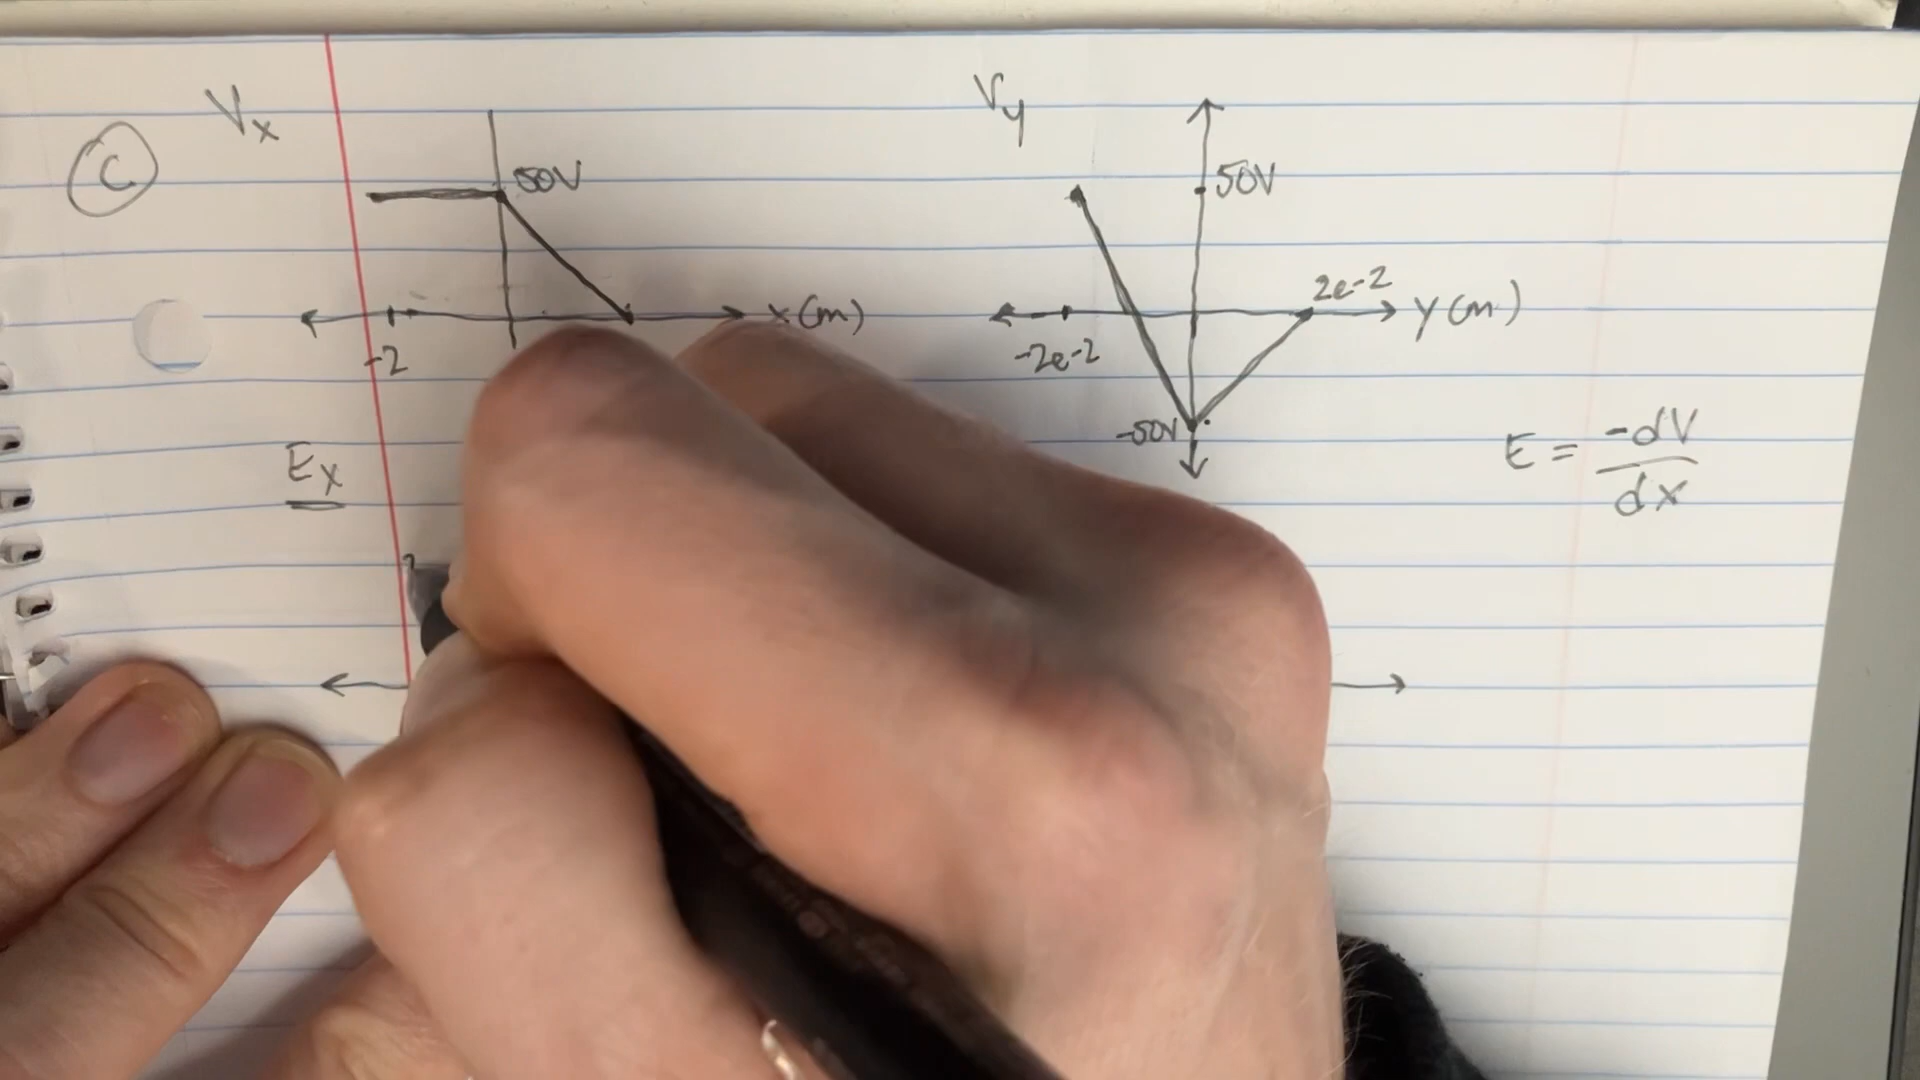 C
Vx
50V
x(m)
-2
Vy
50V
2e-2
y(m)
-2e-2
-50V
Ex
E = -dV/dx